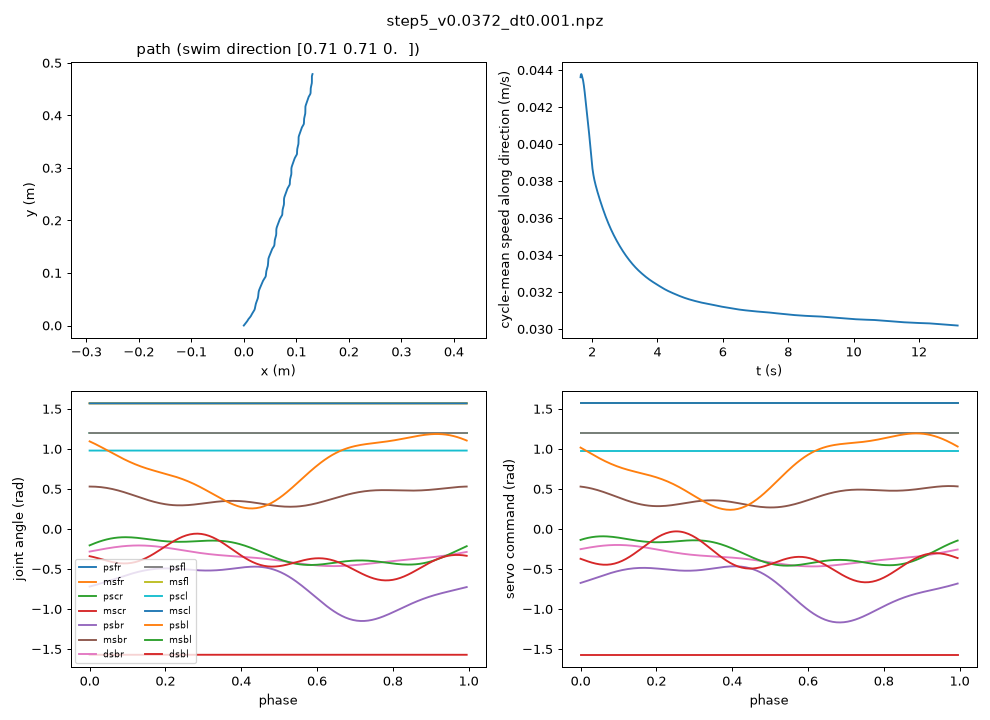 step5_v0.0372_dt0.001.npz
path (swim direction [0.71 0.71 0.  ])
0.5
0.4
0.3
0.2
0.1
0.0
y (m)
−0.3 −0.2 −0.1 0.0 0.1 0.2 0.3 0.4
x (m)
0.044
0.042
0.040
0.038
0.036
0.034
0.032
0.030
cycle-mean speed along direction (m/s)
2 4 6 8 10 12
t (s)
1.5
1.0
0.5
0.0
−0.5
−1.0
−1.5
joint angle (rad)
psfr psfl
msfr msfl
pscr pscl
mscr mscl
psbr psbl
msbr msbl
dsbr dsbl
0.0 0.2 0.4 0.6 0.8 1.0
phase
1.5
1.0
0.5
0.0
−0.5
−1.0
−1.5
servo command (rad)
0.0 0.2 0.4 0.6 0.8 1.0
phase